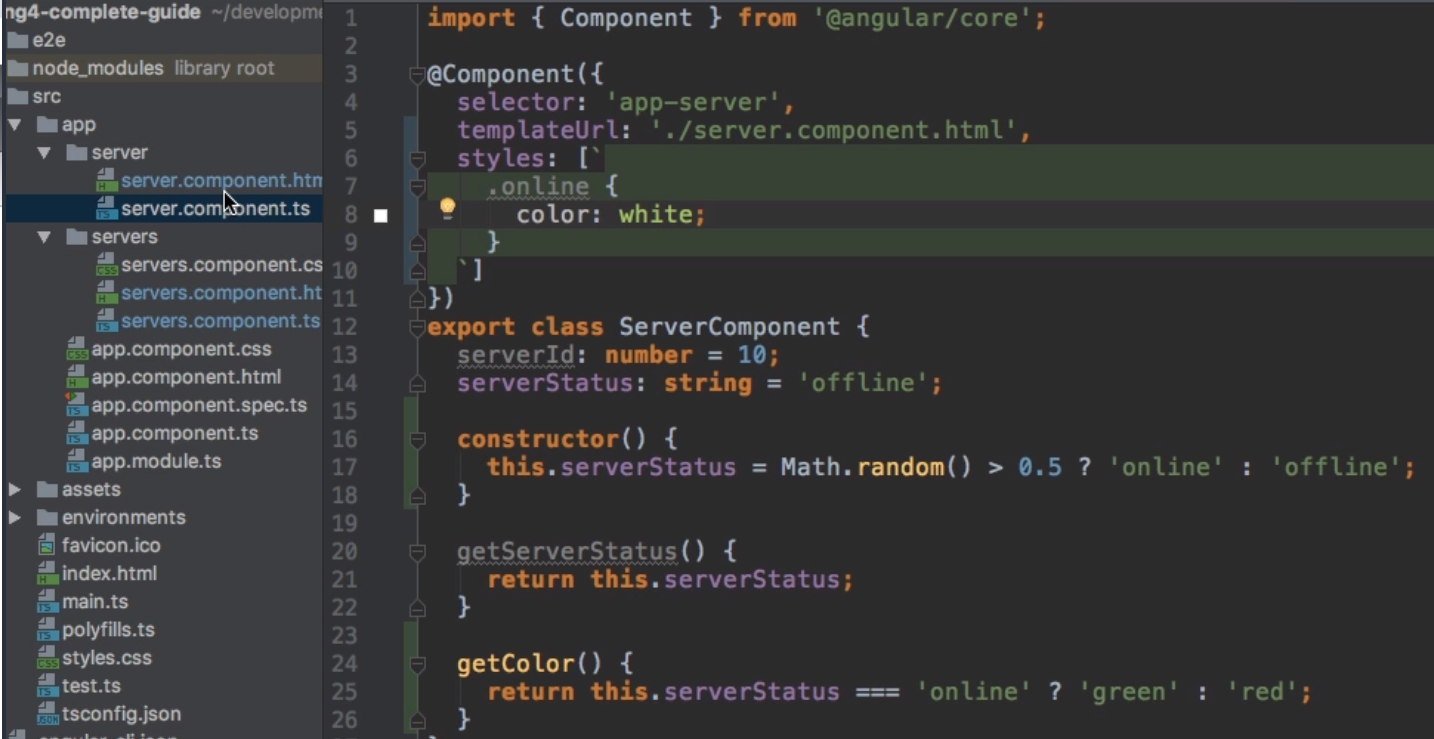 ng4-complete-guide ~/developme
e2e
node_modules library root
src
app
server
server.component.htm
server.component.ts
servers
servers.component.cs
servers.component.ht
servers.component.ts
app.component.css
app.component.html
app.component.spec.ts
app.component.ts
app.module.ts
assets
environments
favicon.ico
index.html
main.ts
polyfills.ts
styles.css
test.ts
tsconfig.json
1 import { Component } from '@angular/core';
2
3 @Component({
4   selector: 'app-server',
5   templateUrl: './server.component.html',
6   styles: [`
7     .online {
8       color: white;
9     }
10   `]
11 })
12 export class ServerComponent {
13   serverId: number = 10;
14   serverStatus: string = 'offline';
15
16   constructor() {
17     this.serverStatus = Math.random() > 0.5 ? 'online' : 'offline';
18   }
19
20   getServerStatus() {
21     return this.serverStatus;
22   }
23
24   getColor() {
25     return this.serverStatus === 'online' ? 'green' : 'red';
26   }